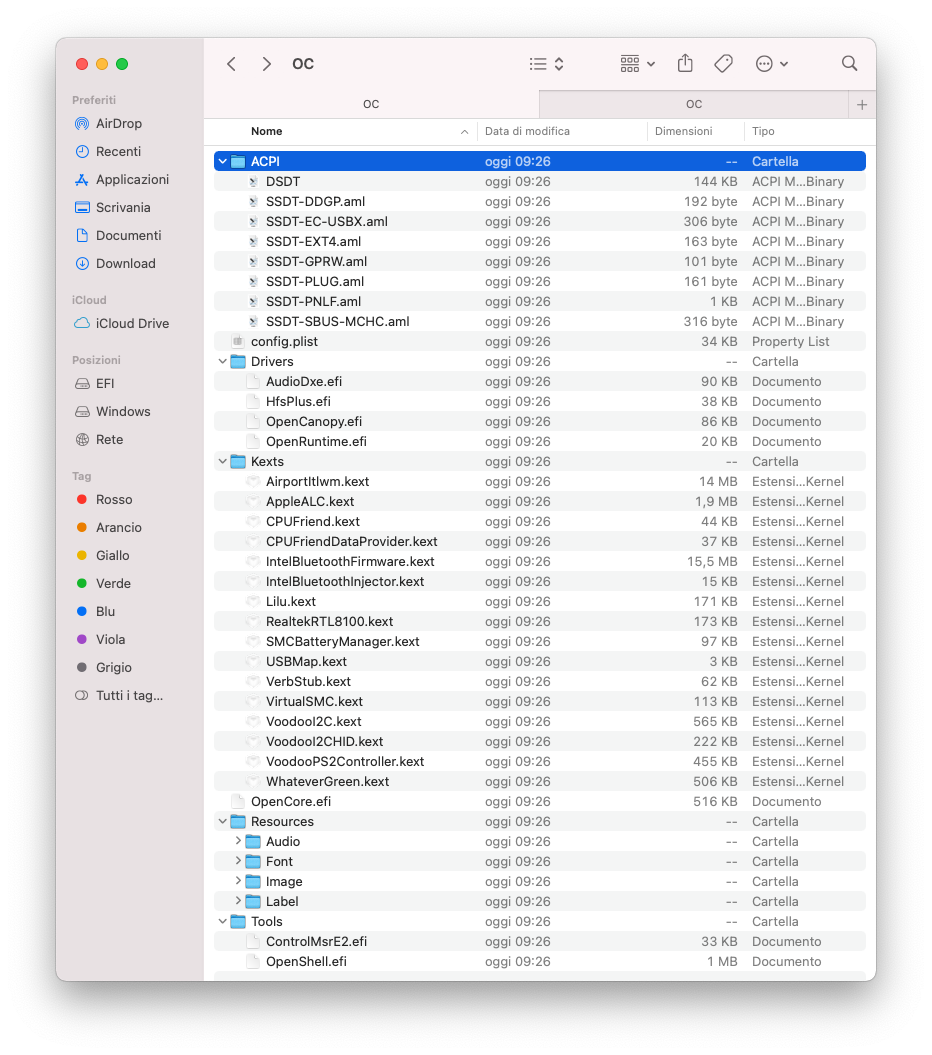 OC
OC
OC
Preferiti
AirDrop
Recenti
Applicazioni
Scrivania
Documenti
Download
iCloud
iCloud Drive
Posizioni
EFI
Windows
Rete
Tag
Rosso
Arancio
Giallo
Verde
Blu
Viola
Grigio
Tutti i tag...
Nome Data di modifica Dimensioni Tipo
ACPI oggi 09:26 -- Cartella
DSDT oggi 09:26 144 KB ACPI M...Binary
SSDT-DDGP.aml oggi 09:26 192 byte ACPI M...Binary
SSDT-EC-USBX.aml oggi 09:26 306 byte ACPI M...Binary
SSDT-EXT4.aml oggi 09:26 163 byte ACPI M...Binary
SSDT-GPRW.aml oggi 09:26 101 byte ACPI M...Binary
SSDT-PLUG.aml oggi 09:26 161 byte ACPI M...Binary
SSDT-PNLF.aml oggi 09:26 1 KB ACPI M...Binary
SSDT-SBUS-MCHC.aml oggi 09:26 316 byte ACPI M...Binary
config.plist oggi 09:26 34 KB Property List
Drivers oggi 09:26 -- Cartella
AudioDxe.efi oggi 09:26 90 KB Documento
HfsPlus.efi oggi 09:26 38 KB Documento
OpenCanopy.efi oggi 09:26 86 KB Documento
OpenRuntime.efi oggi 09:26 20 KB Documento
Kexts oggi 09:26 -- Cartella
AirportItlwm.kext oggi 09:26 14 MB Estensi...Kernel
AppleALC.kext oggi 09:26 1,9 MB Estensi...Kernel
CPUFriend.kext oggi 09:26 44 KB Estensi...Kernel
CPUFriendDataProvider.kext oggi 09:26 37 KB Estensi...Kernel
IntelBluetoothFirmware.kext oggi 09:26 15,5 MB Estensi...Kernel
IntelBluetoothInjector.kext oggi 09:26 15 KB Estensi...Kernel
Lilu.kext oggi 09:26 171 KB Estensi...Kernel
RealtekRTL8100.kext oggi 09:26 173 KB Estensi...Kernel
SMCBatteryManager.kext oggi 09:26 97 KB Estensi...Kernel
USBMap.kext oggi 09:26 3 KB Estensi...Kernel
VerbStub.kext oggi 09:26 62 KB Estensi...Kernel
VirtualSMC.kext oggi 09:26 113 KB Estensi...Kernel
VoodooI2C.kext oggi 09:26 565 KB Estensi...Kernel
VoodooI2CHID.kext oggi 09:26 222 KB Estensi...Kernel
VoodooPS2Controller.kext oggi 09:26 455 KB Estensi...Kernel
WhateverGreen.kext oggi 09:26 506 KB Estensi...Kernel
OpenCore.efi oggi 09:26 516 KB Documento
Resources oggi 09:26 -- Cartella
Audio oggi 09:26 -- Cartella
Font oggi 09:26 -- Cartella
Image oggi 09:26 -- Cartella
Label oggi 09:26 -- Cartella
Tools oggi 09:26 -- Cartella
ControlMsrE2.efi oggi 09:26 33 KB Documento
OpenShell.efi oggi 09:26 1 MB Documento